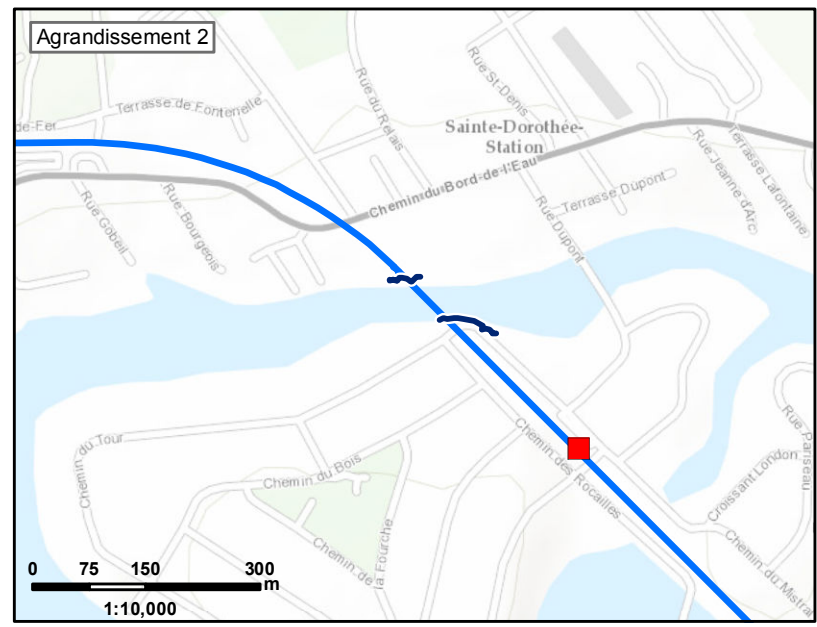 Agrandissement 2
Terrasse de Fontenelle
de-Fer
Rue du Relais
Rue St-Denis
Sainte-Dorothée-
Station
Chemin du Bord-de-l'Eau
Terrasse Dupont
Rue Jeanne d'Arc
Terrasse Lafontaine
Rue Gobeil
Rue Bourgeois
Rue Dupont
Chemin du Tour
Chemin du Bois
Chemin des Rocailles
Rue Pariseau
Croissant London
Chemin de
la Fourche
Chemin du Mistral
0 75 150 300
m
1:10,000